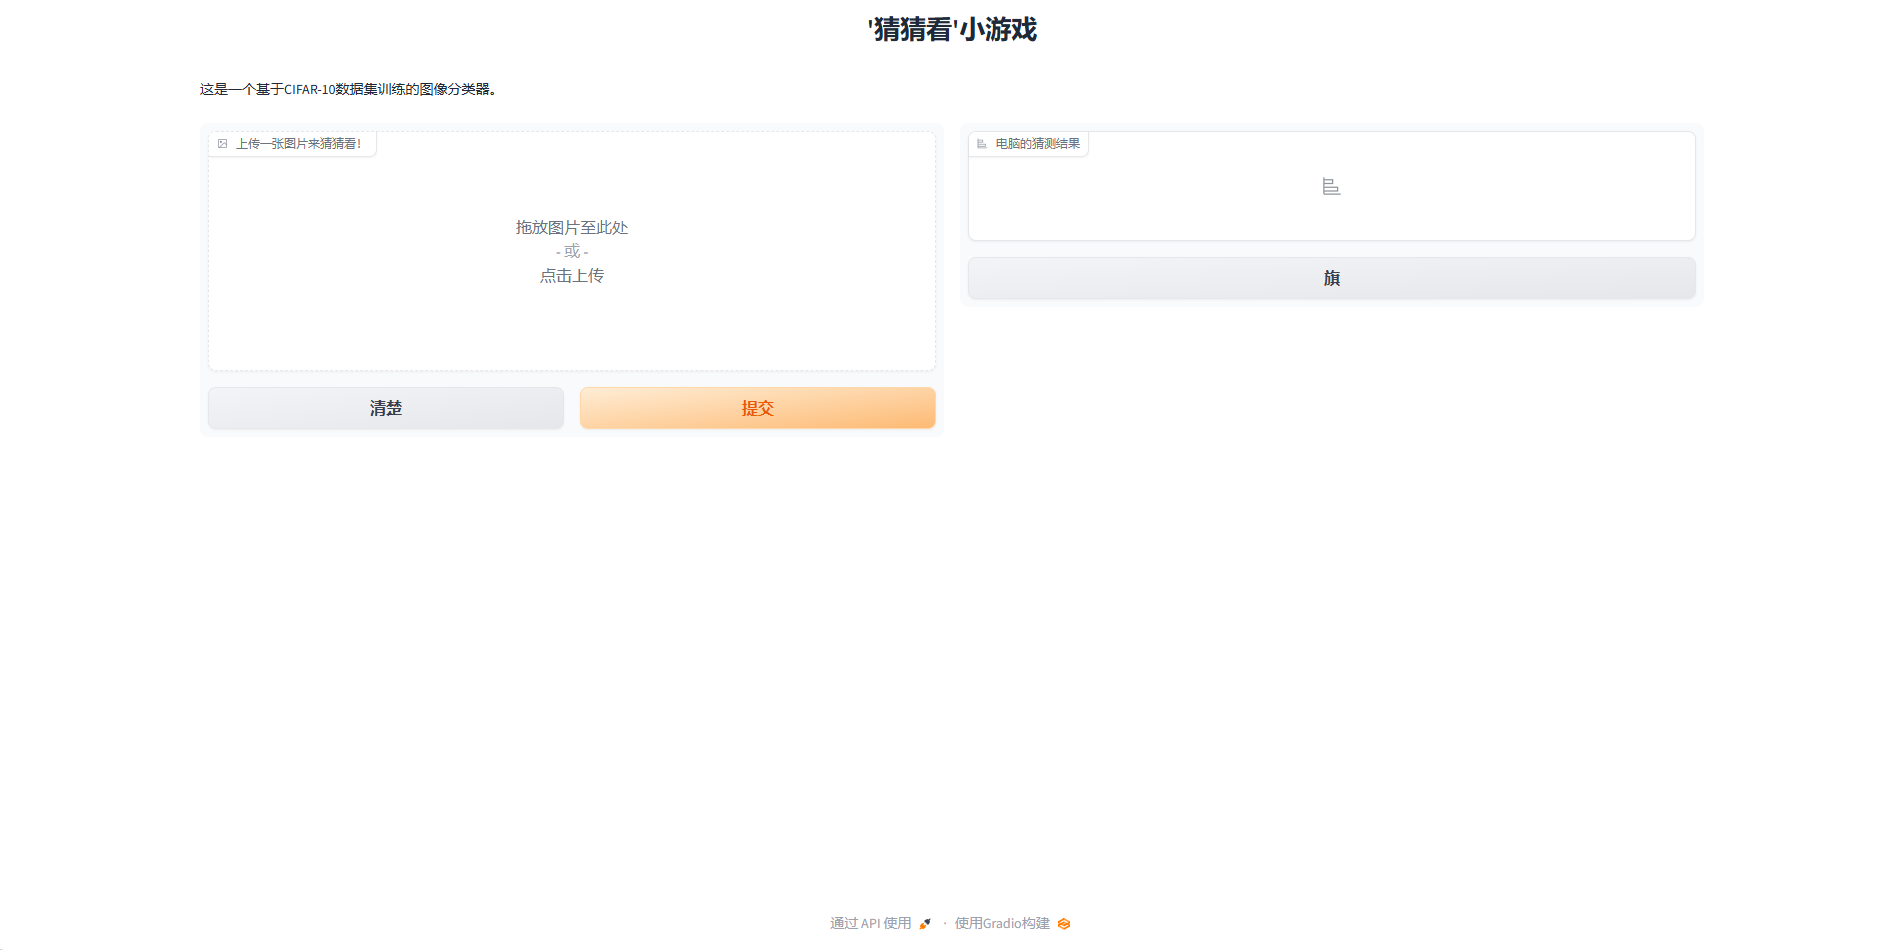 '猜猜看'小游戏
这是一个基于CIFAR-10数据集训练的图像分类器。
上传一张图片来猜猜看！
拖放图片至此处
- 或 -
点击上传
清楚
提交
电脑的猜测结果
旗
通过 API 使用 · 使用Gradio构建